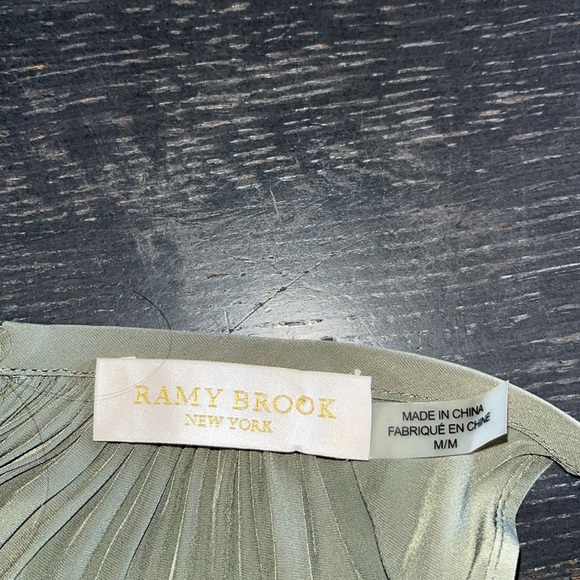 RAMY BROOK
NEW YORK
MADE IN CHINA
FABRIQUÉ EN CHINE
M/M